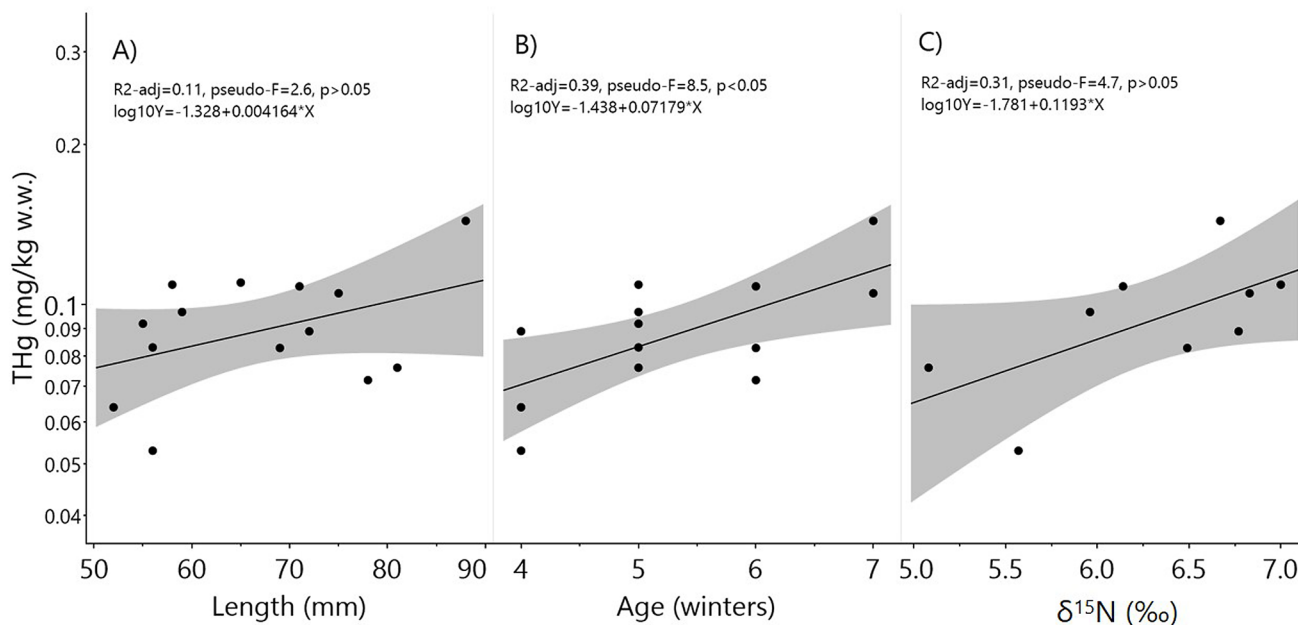 A)
R2-adj=0.11, pseudo-F=2.6, p>0.05
log10Y=-1.328+0.004164*X
B)
R2-adj=0.39, pseudo-F=8.5, p<0.05
log10Y=-1.438+0.07179*X
C)
R2-adj=0.31, pseudo-F=4.7, p>0.05
log10Y=-1.781+0.1193*X
THg (mg/kg w.w.)
0.3
0.2
0.1
0.09
0.08
0.07
0.06
0.05
0.04
50 60 70 80 90
4 5 6 7
5.0 5.5 6.0 6.5 7.0
Length (mm)
Age (winters)
δ¹⁵N (‰)